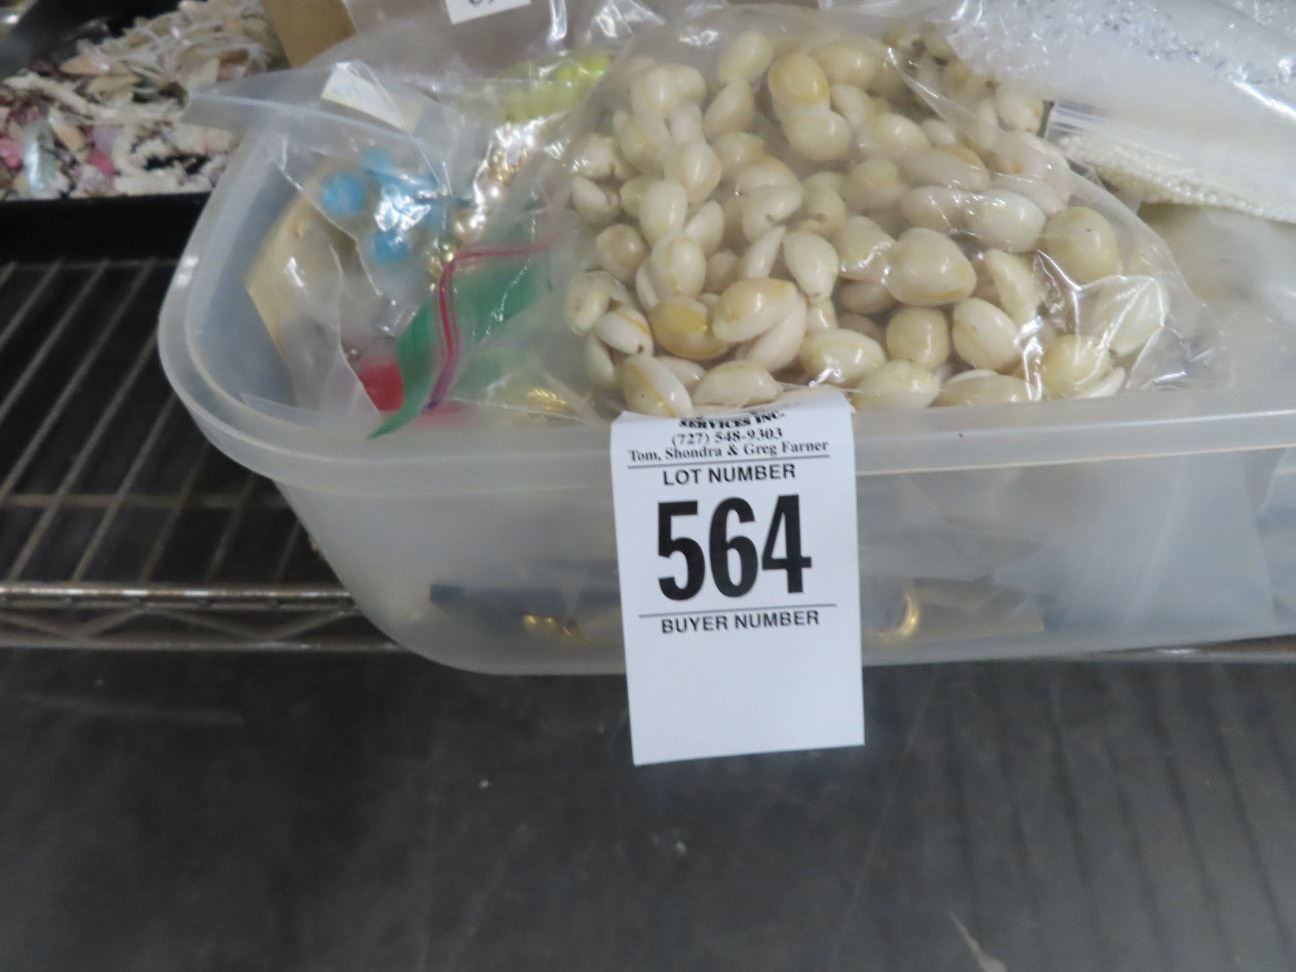 SERVICES INC.
(727) 548-9303
Tom, Shondra & Greg Farner
LOT NUMBER
564
BUYER NUMBER